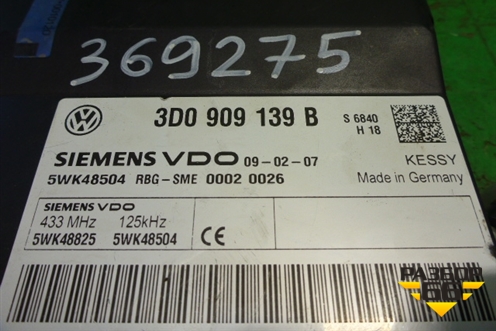 369275
3D0 909 139 B
S 6840
H 18
SIEMENS VDO 09-02-07
KESSY
5WK48504 RBG-SME 0002 0026
Made in Germany
SIEMENS VDO
433 MHz 125kHz
5WK48825 5WK48504
CE
РАЗБОР